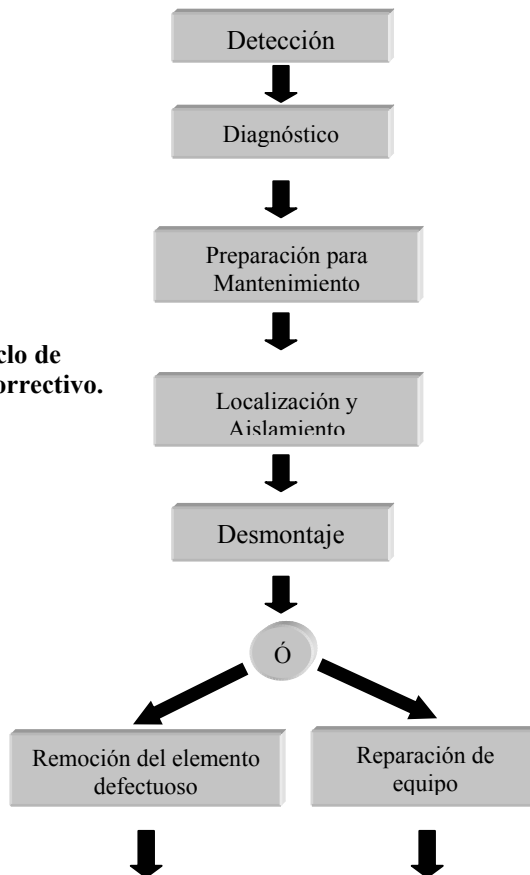 Detección
Diagnóstico
Preparación para
Mantenimiento
clo de
orrectivo.
Localización y
Aislamiento
Desmontaje
Ó
Remoción del elemento
defectuoso
Reparación de
equipo